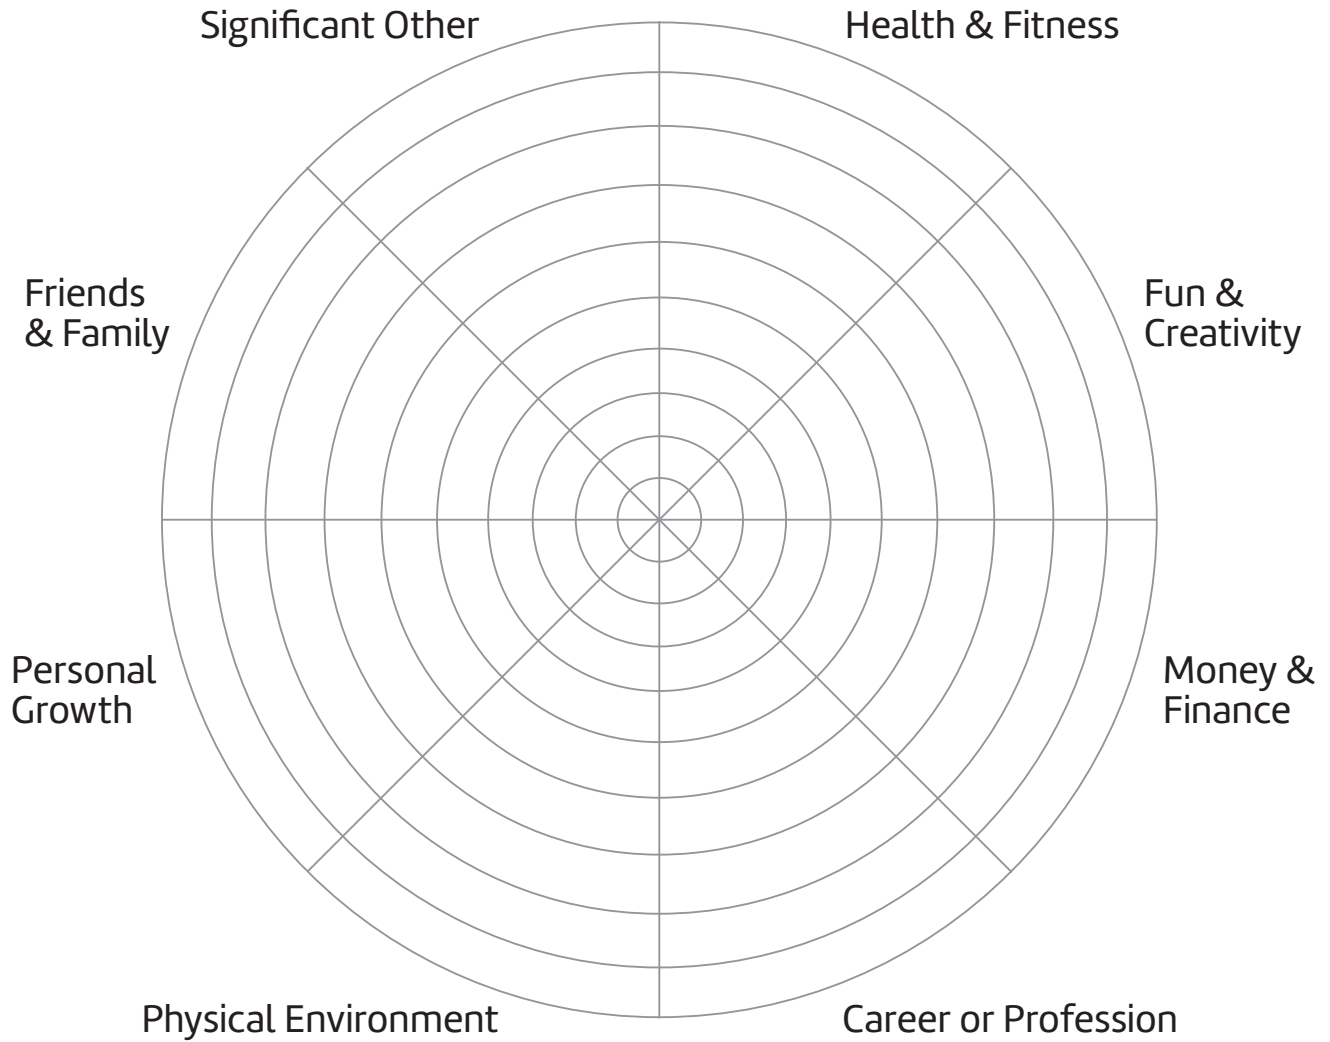 Significant Other
Health & Fitness
Friends
& Family
Fun &
Creativity
Personal
Growth
Money &
Finance
Physical Environment
Career or Profession